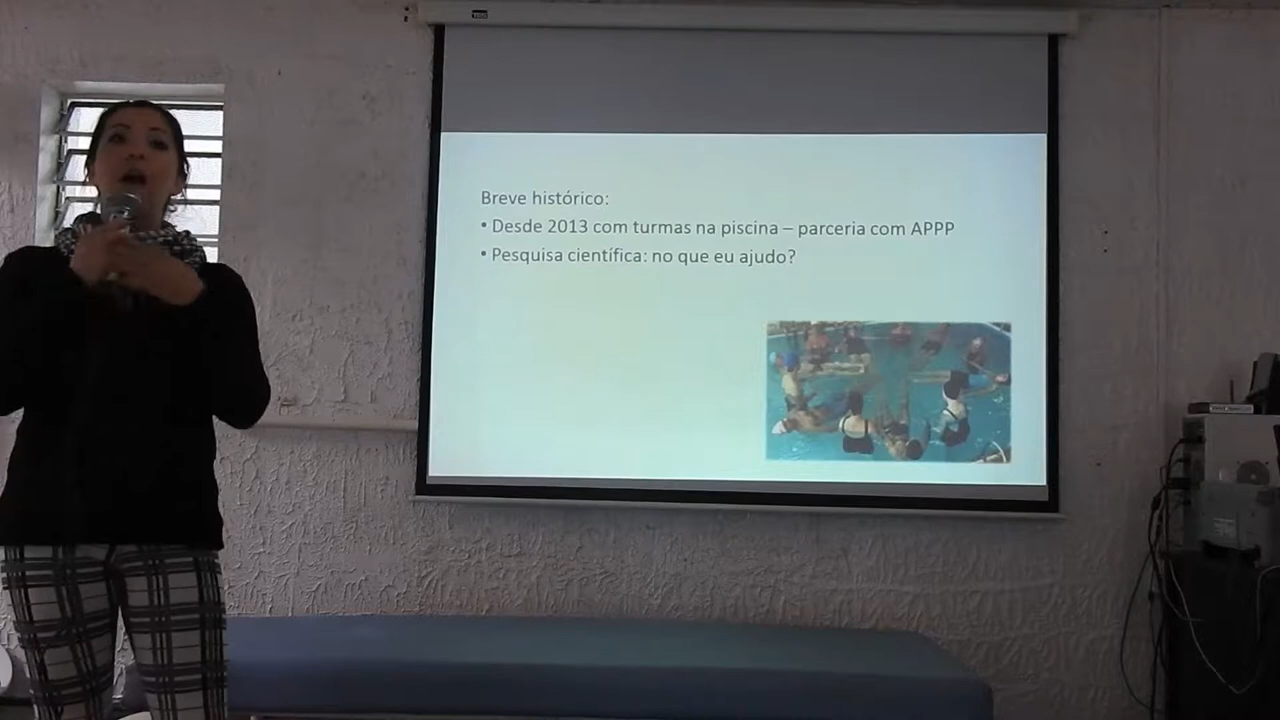 Breve histórico:
• Desde 2013 com turmas na piscina – parceria com APPP
• Pesquisa científica: no que eu ajudo?